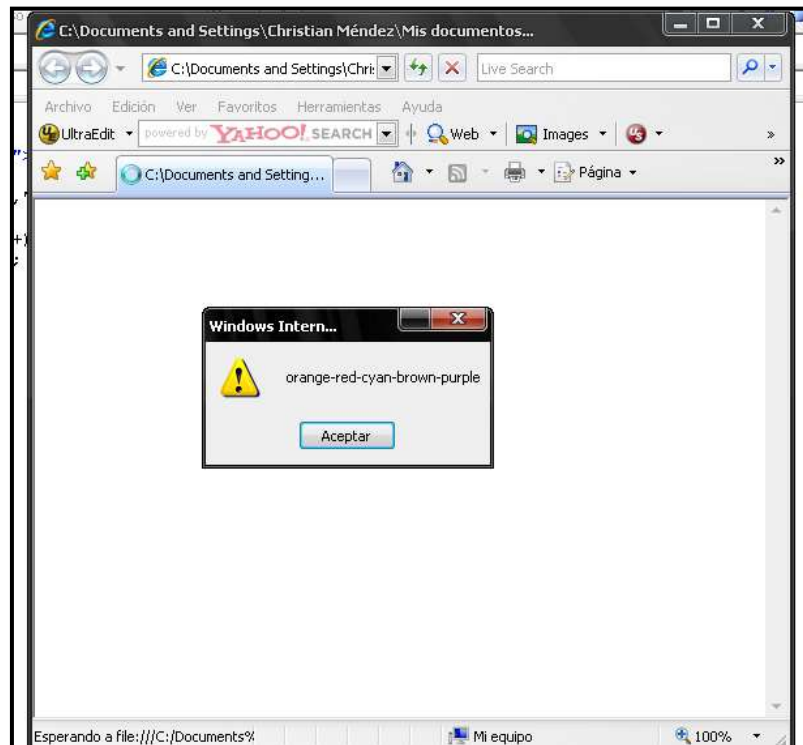 C:\Documents and Settings\Christian Méndez\Mis documentos...
C:\Documents and Settings\Chri: Live Search
Archivo Edición Ver Favoritos Herramientas Ayuda
UltraEdit powered by YAHOO! SEARCH Web Images »
C:\Documents and Setting... Página »
Windows Intern...
orange-red-cyan-brown-purple
Aceptar
Esperando a file:///C:/Documents% Mi equipo 100%